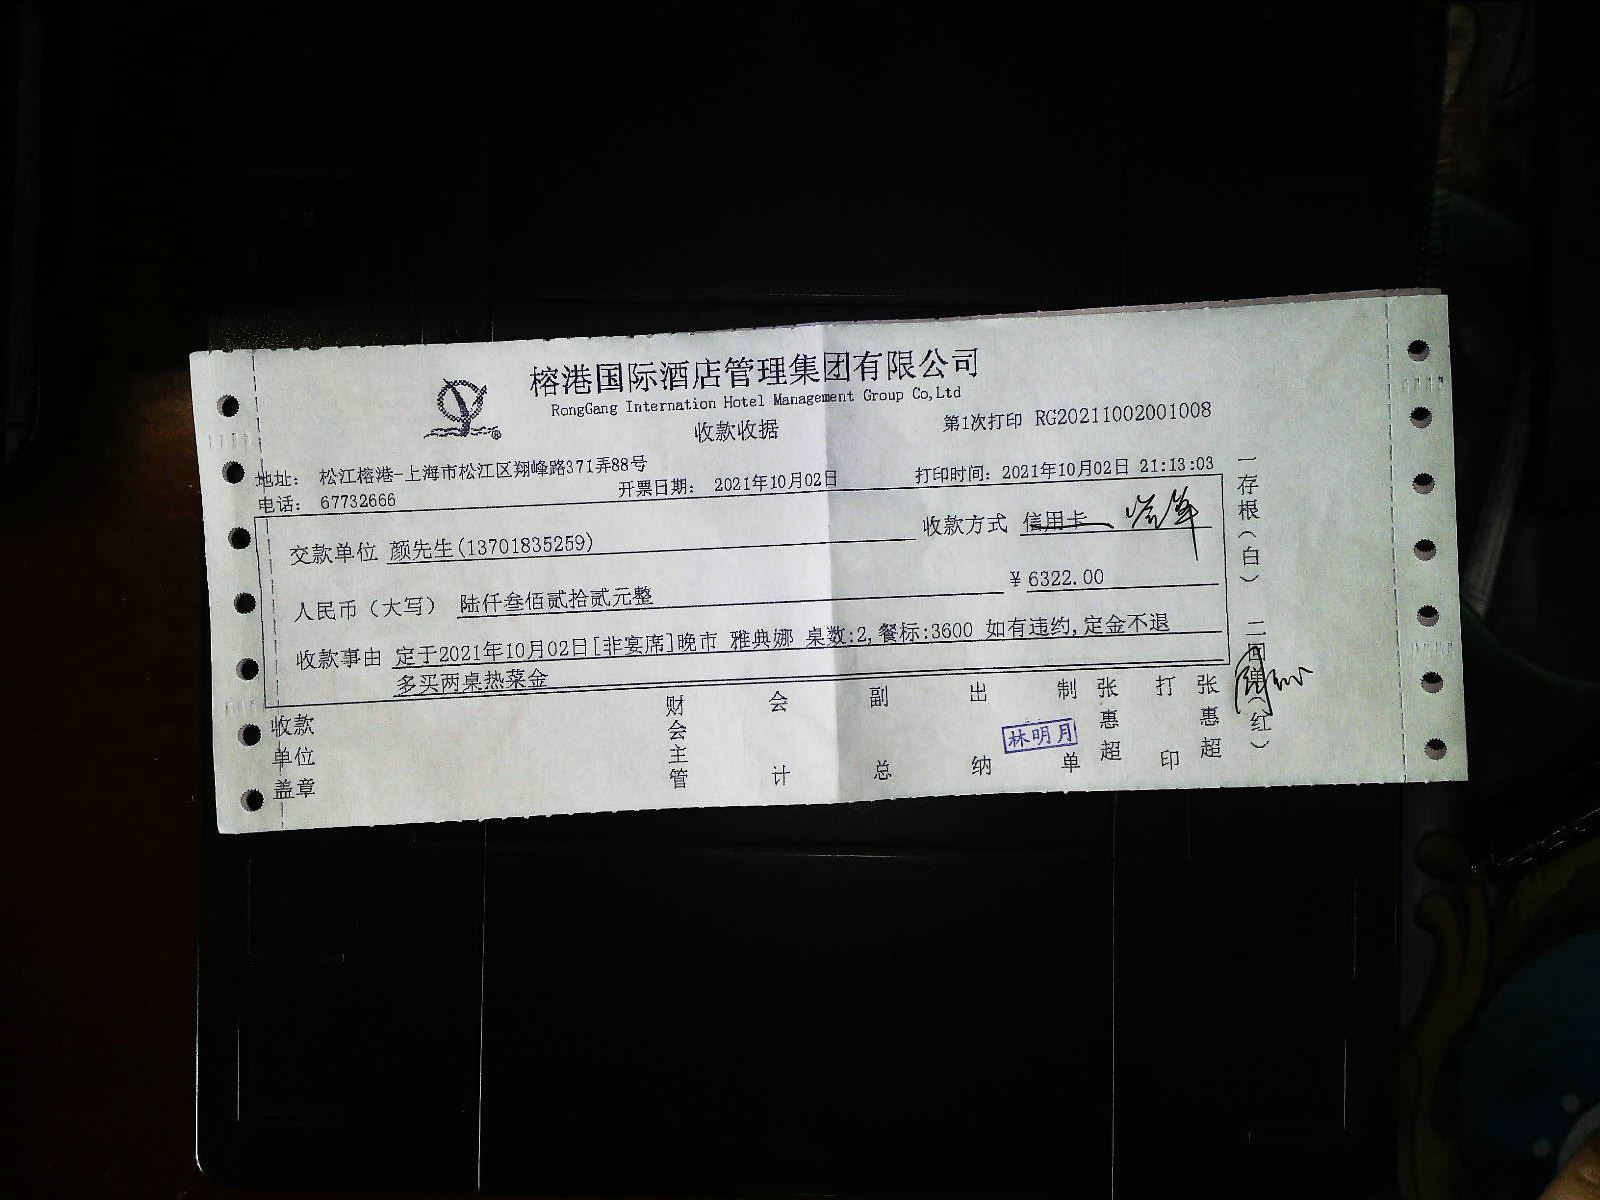 榕港国际酒店管理集团有限公司
RongGang Internation Hotel Management Group Co,Ltd
收款收据
第1次打印 RG20211002001008
地址： 松江榕港-上海市松江区翔峰路371弄88号
电话： 67732666
开票日期： 2021年10月02日
打印时间：2021年10月02日 21:13:03
交款单位 颜先生(13701835259)
收款方式 信用卡
人民币（大写） 陆仟叁佰贰拾贰元整
￥6322.00
收款事由 定于2021年10月02日[非宴席]晚市 雅典娜 桌数:2,餐标:3600 如有违约,定金不退
多买两桌热菜金
收款单位盖章
财会主管
会计
副总
出纳
林明月
制单
张惠超
打印
张惠超
一存根（白） 二回单（红）